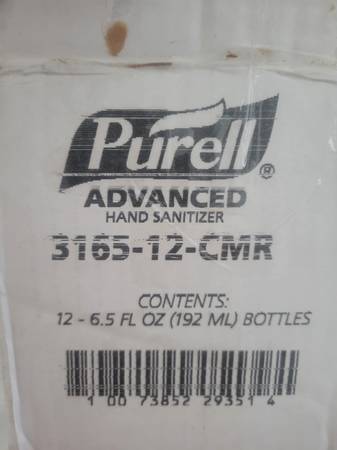 Purell®
ADVANCED
HAND SANITIZER
3165-12-CMR
CONTENTS:
12 - 6.5 FL OZ (192 ML) BOTTLES
1 00 73852 29351 4